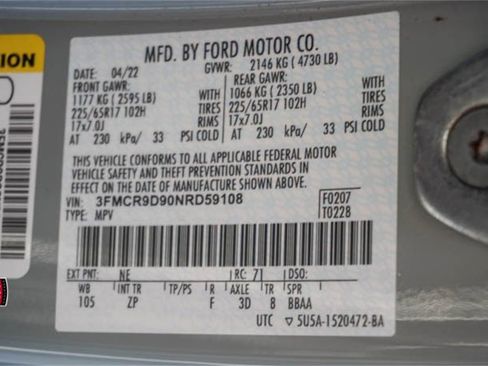 MFD. BY FORD MOTOR CO.
DATE: 04/22 GVWR: 2146 KG ( 4730 LB)
FRONT GAWR: REAR GAWR:
1177 KG ( 2595 LB) 1066 KG ( 2350 LB)
225/65R17 102H TIRES 225/65R17 102H
17x7.0J RIMS 17x7.0J
AT 230 kPa/ 33 PSI COLD AT 230 kPa/ 33 PSI COLD
THIS VEHICLE CONFORMS TO ALL APPLICABLE FEDERAL MOTOR
VEHICLE SAFETY AND THEFT PREVENTION STANDARDS IN
EFFECT ON THE DATE OF MANUFACTURE SHOWN ABOVE.
VIN: 3FMCR9D90NRD59108 F0207
TYPE: MPV T0228
EXT PNT: NE RC: 71 DSO:
WB INT TR TP/PS R AXLE TR SPR
105 ZP F 3D 8 BBAA
UTC 5U5A-1520472-BA